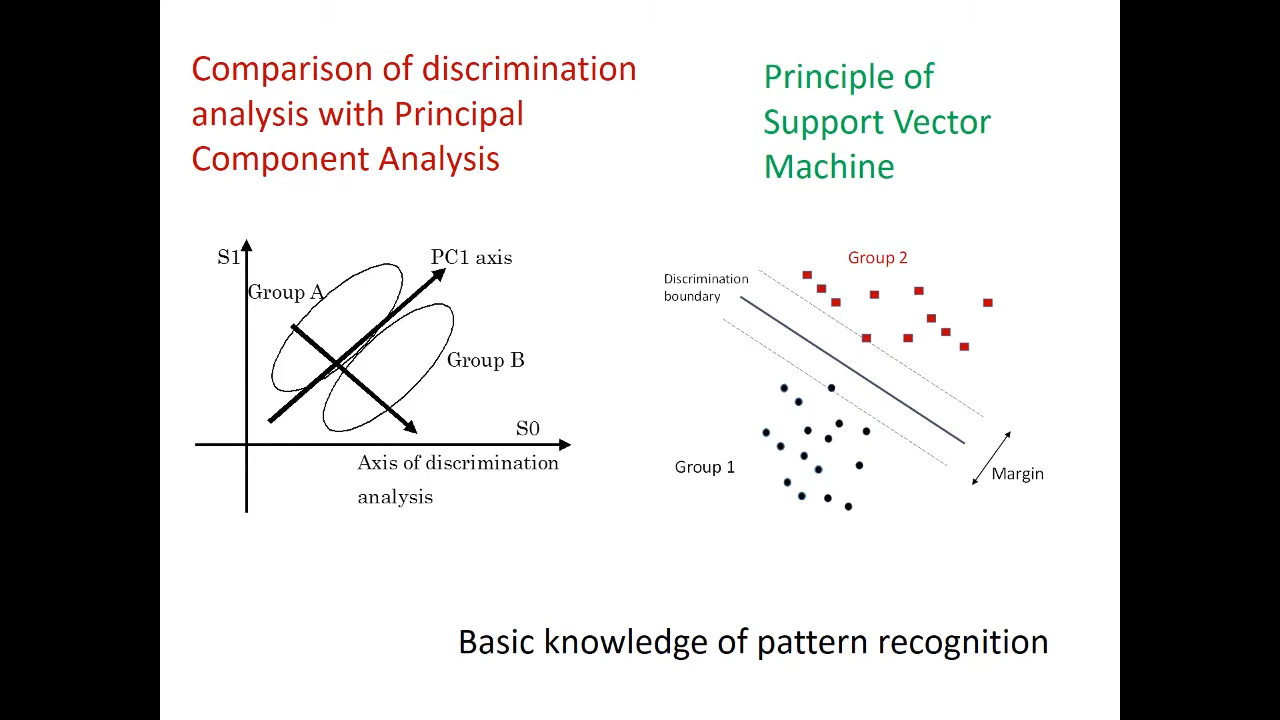 Comparison of discrimination
analysis with Principal
Component Analysis
Principle of
Support Vector
Machine
S1
PC1 axis
Group A
Group B
S0
Axis of discrimination
analysis
Group 2
Discrimination
boundary
Group 1
Margin
Basic knowledge of pattern recognition